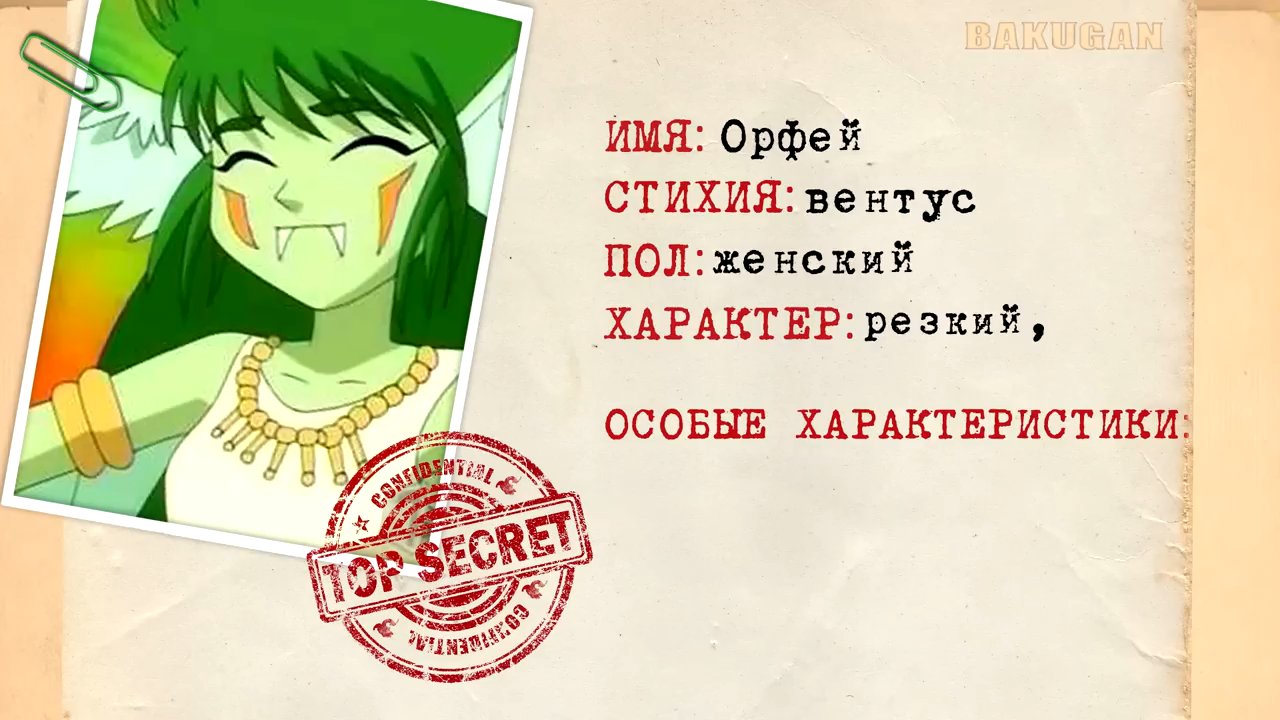 BAKUGAN
ИМЯ: Орфей
СТИХИЯ: вентус
ПОЛ: женский
ХАРАКТЕР: резкий,
ОСОБЫЕ ХАРАКТЕРИСТИКИ:
CONFIDENTIAL
TOP SECRET
CONFIDENTIAL